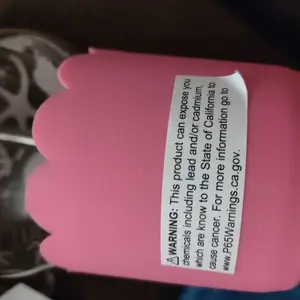 ⚠WARNING: This product can expose you
chemicals including lead and/or cadmium,
which are know to the State of California to
cause cancer. For more information go to
www.P65Warnings.ca.gov.